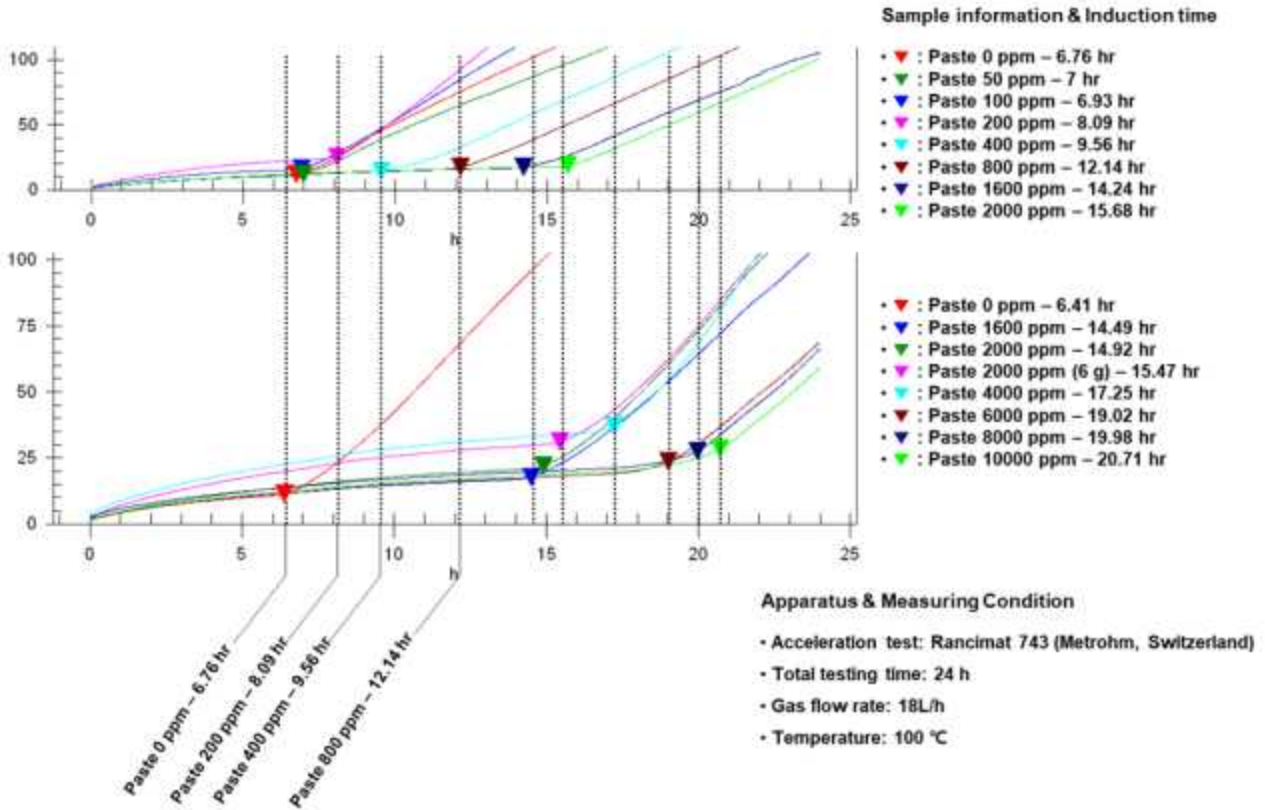 Sample information & Induction time
• ▼ : Paste 0 ppm – 6.76 hr
• ▼ : Paste 50 ppm – 7 hr
• ▼ : Paste 100 ppm – 6.93 hr
• ▼ : Paste 200 ppm – 8.09 hr
• ▼ : Paste 400 ppm – 9.56 hr
• ▼ : Paste 800 ppm – 12.14 hr
• ▼ : Paste 1600 ppm – 14.24 hr
• ▼ : Paste 2000 ppm – 15.68 hr
100
50
0
0 5 10 15 20 25
h
• ▼ : Paste 0 ppm – 6.41 hr
• ▼ : Paste 1600 ppm – 14.49 hr
• ▼ : Paste 2000 ppm – 14.92 hr
• ▼ : Paste 2000 ppm (6 g) – 15.47 hr
• ▼ : Paste 4000 ppm – 17.25 hr
• ▼ : Paste 6000 ppm – 19.02 hr
• ▼ : Paste 8000 ppm – 19.98 hr
• ▼ : Paste 10000 ppm – 20.71 hr
100
75
50
25
0
0 5 10 15 20 25
h
Paste 0 ppm – 6.76 hr
Paste 200 ppm – 8.09 hr
Paste 400 ppm – 9.56 hr
Paste 800 ppm – 12.14 hr
Apparatus & Measuring Condition
• Acceleration test: Rancimat 743 (Metrohm, Switzerland)
• Total testing time: 24 h
• Gas flow rate: 18L/h
• Temperature: 100 ℃